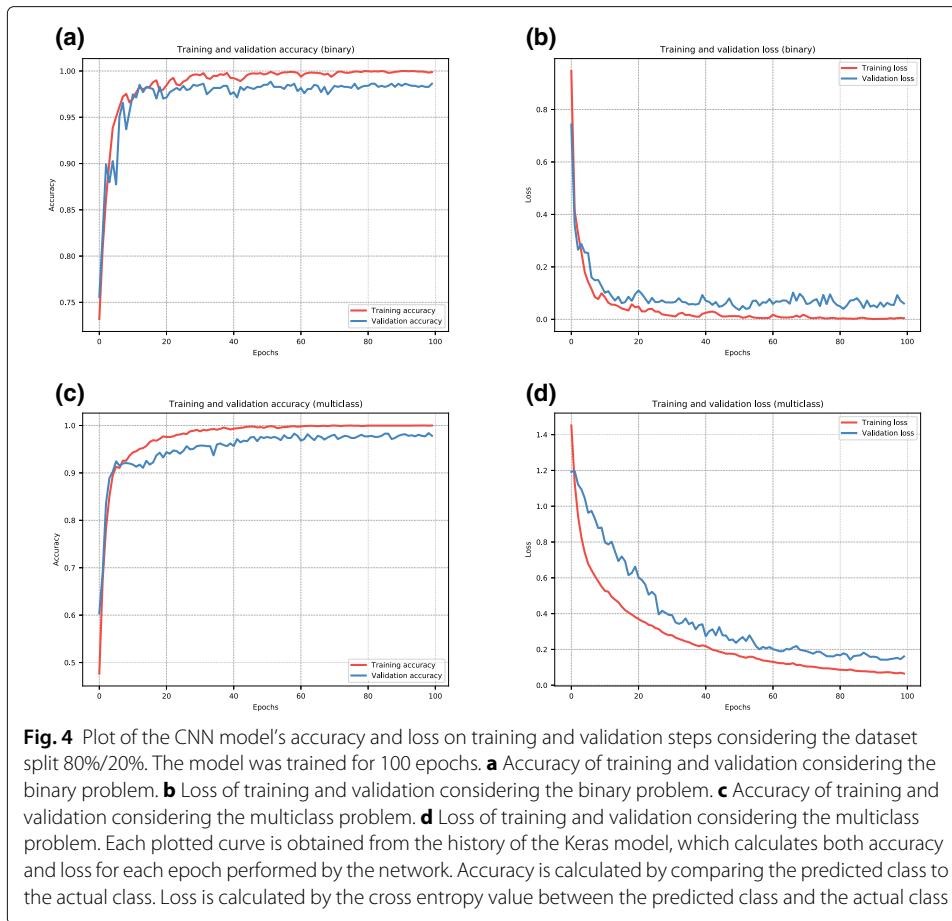 (a)
Training and validation accuracy (binary)
1.00
0.95
0.90
0.85
0.80
0.75
Accuracy
0
20
40
60
80
100
Epochs
Training accuracy
Validation accuracy
(b)
Training and validation loss (binary)
Training loss
Validation loss
0.8
0.6
0.4
0.2
0.0
Loss
0
20
40
60
80
100
Epochs
(c)
Training and validation accuracy (multiclass)
1.0
0.9
0.8
0.7
0.6
0.5
Accuracy
0
20
40
60
80
100
Epochs
Training accuracy
Validation accuracy
(d)
Training and validation loss (multiclass)
Training loss
Validation loss
1.4
1.2
1.0
0.8
0.6
0.4
0.2
0.0
Loss
0
20
40
60
80
100
Epochs
Fig. 4 Plot of the CNN model's accuracy and loss on training and validation steps considering the dataset
split 80%/20%. The model was trained for 100 epochs. a Accuracy of training and validation considering the
binary problem. b Loss of training and validation considering the binary problem. c Accuracy of training and
validation considering the multiclass problem. d Loss of training and validation considering the multiclass
problem. Each plotted curve is obtained from the history of the Keras model, which calculates both accuracy
and loss for each epoch performed by the network. Accuracy is calculated by comparing the predicted class to
the actual class. Loss is calculated by the cross entropy value between the predicted class and the actual class